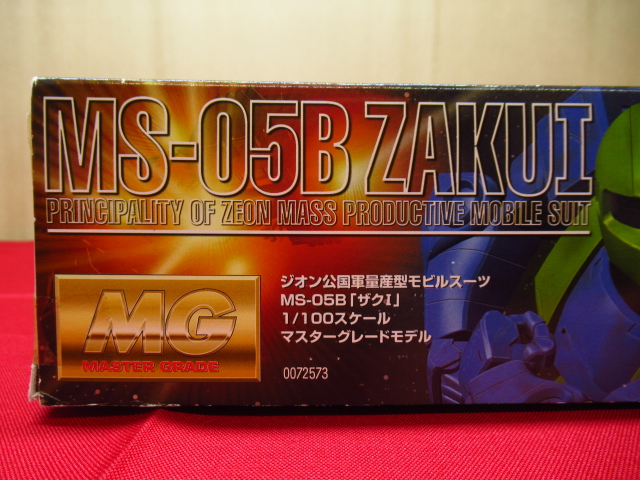 MS-05B ZAKU I
PRINCIPALITY OF ZEON MASS PRODUCTIVE MOBILE SUIT
MG
MASTER GRADE
ジオン公国軍量産型モビルスーツ
MS-05B「ザクI」
1/100スケール
マスターグレードモデル
0072573